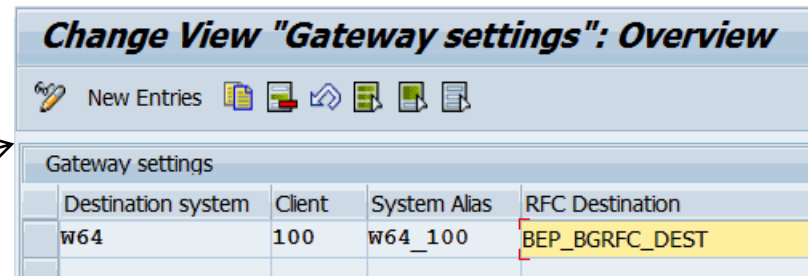 Change View "Gateway settings": Overview
New Entries
Gateway settings
Destination system Client System Alias RFC Destination
W64 100 W64_100 BEP_BGRFC_DEST